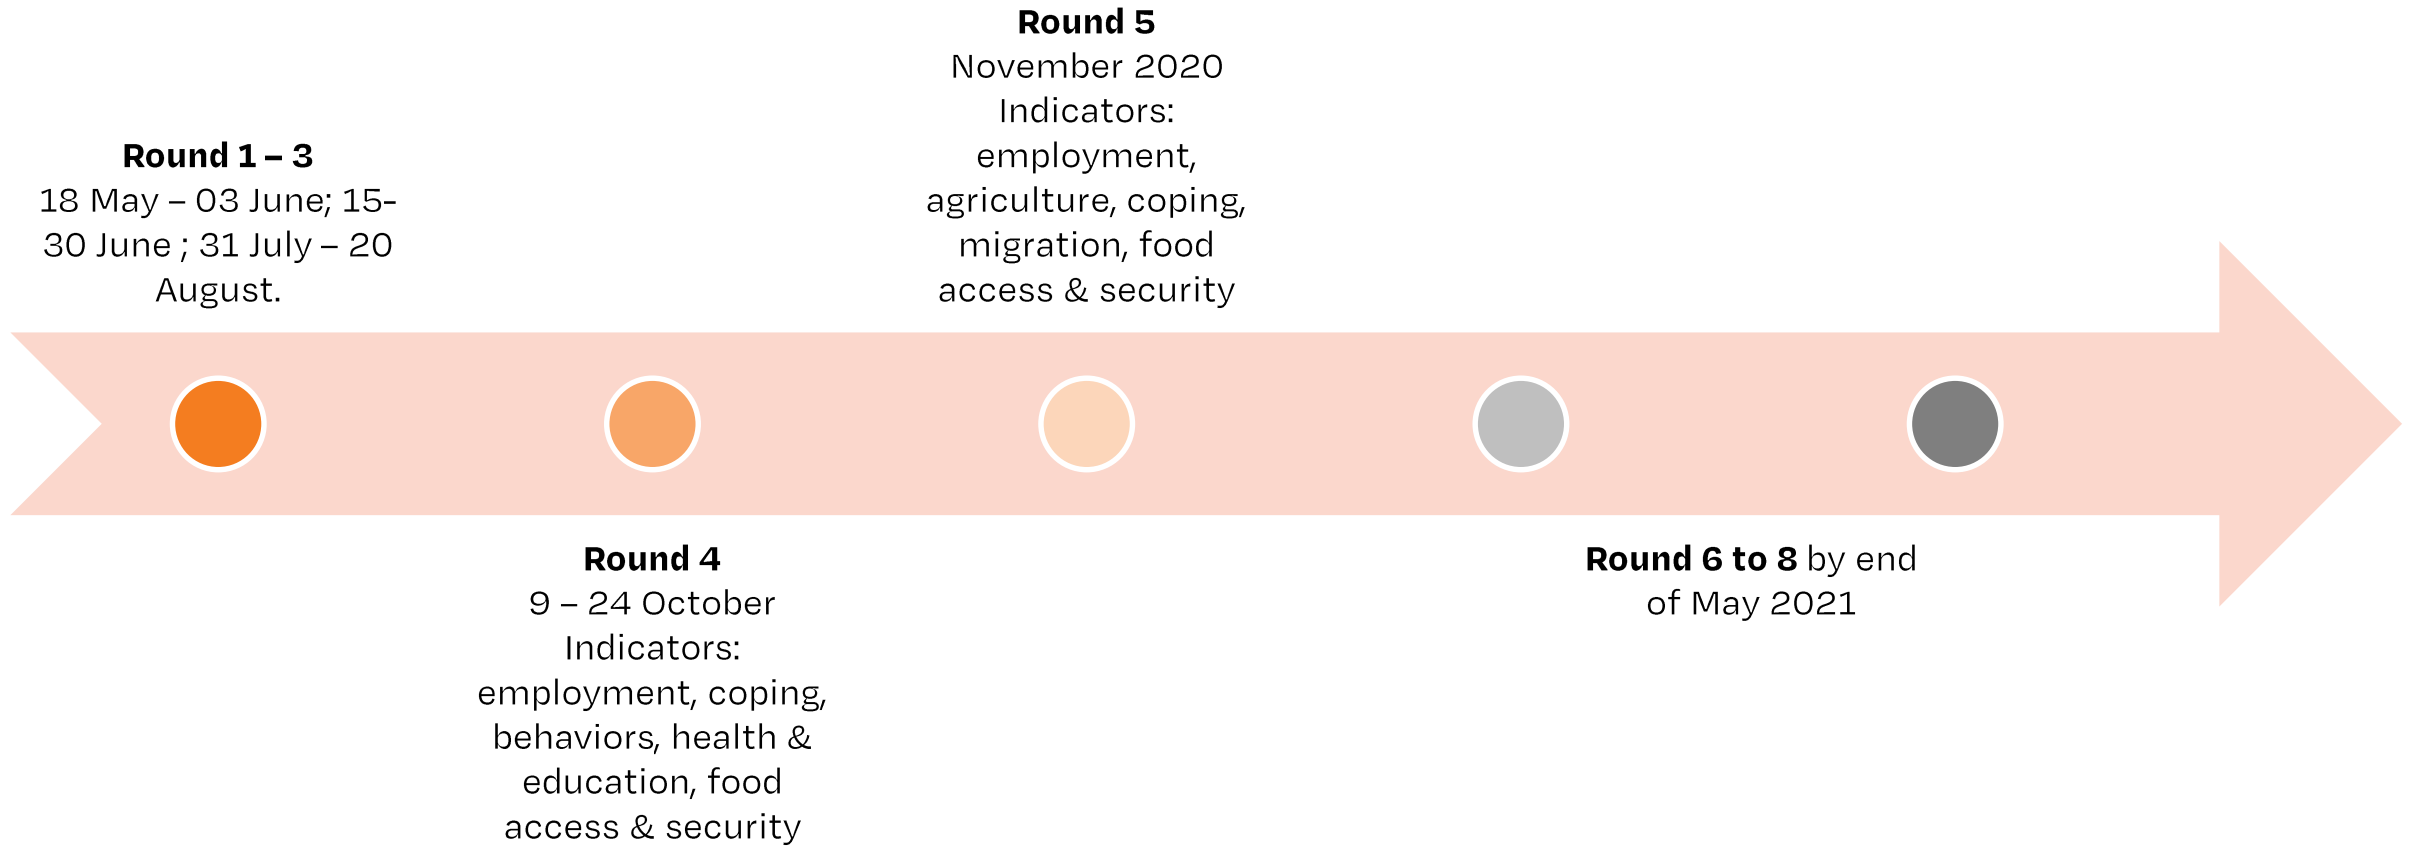 Round 1 – 3
18 May – 03 June; 15-
30 June ; 31 July – 20
August.
Round 4
9 – 24 October
Indicators:
employment, coping,
behaviors, health &
education, food
access & security
Round 5
November 2020
Indicators:
employment,
agriculture, coping,
migration, food
access & security
Round 6 to 8 by end
of May 2021